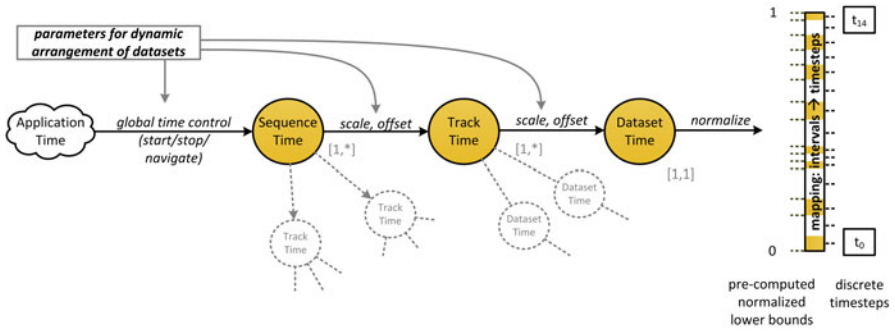 parameters for dynamic
arrangement of datasets
Application
Time
global time control
(start/stop/
navigate)
Sequence
Time
[1,*]
scale, offset
Track
Time
[1,*]
scale, offset
Dataset
Time
[1,1]
normalize
Track
Time
Track
Time
Dataset
Time
Dataset
Time
1
0
mapping: intervals → timesteps
t14
t0
pre-computed
normalized
lower bounds
discrete
timesteps